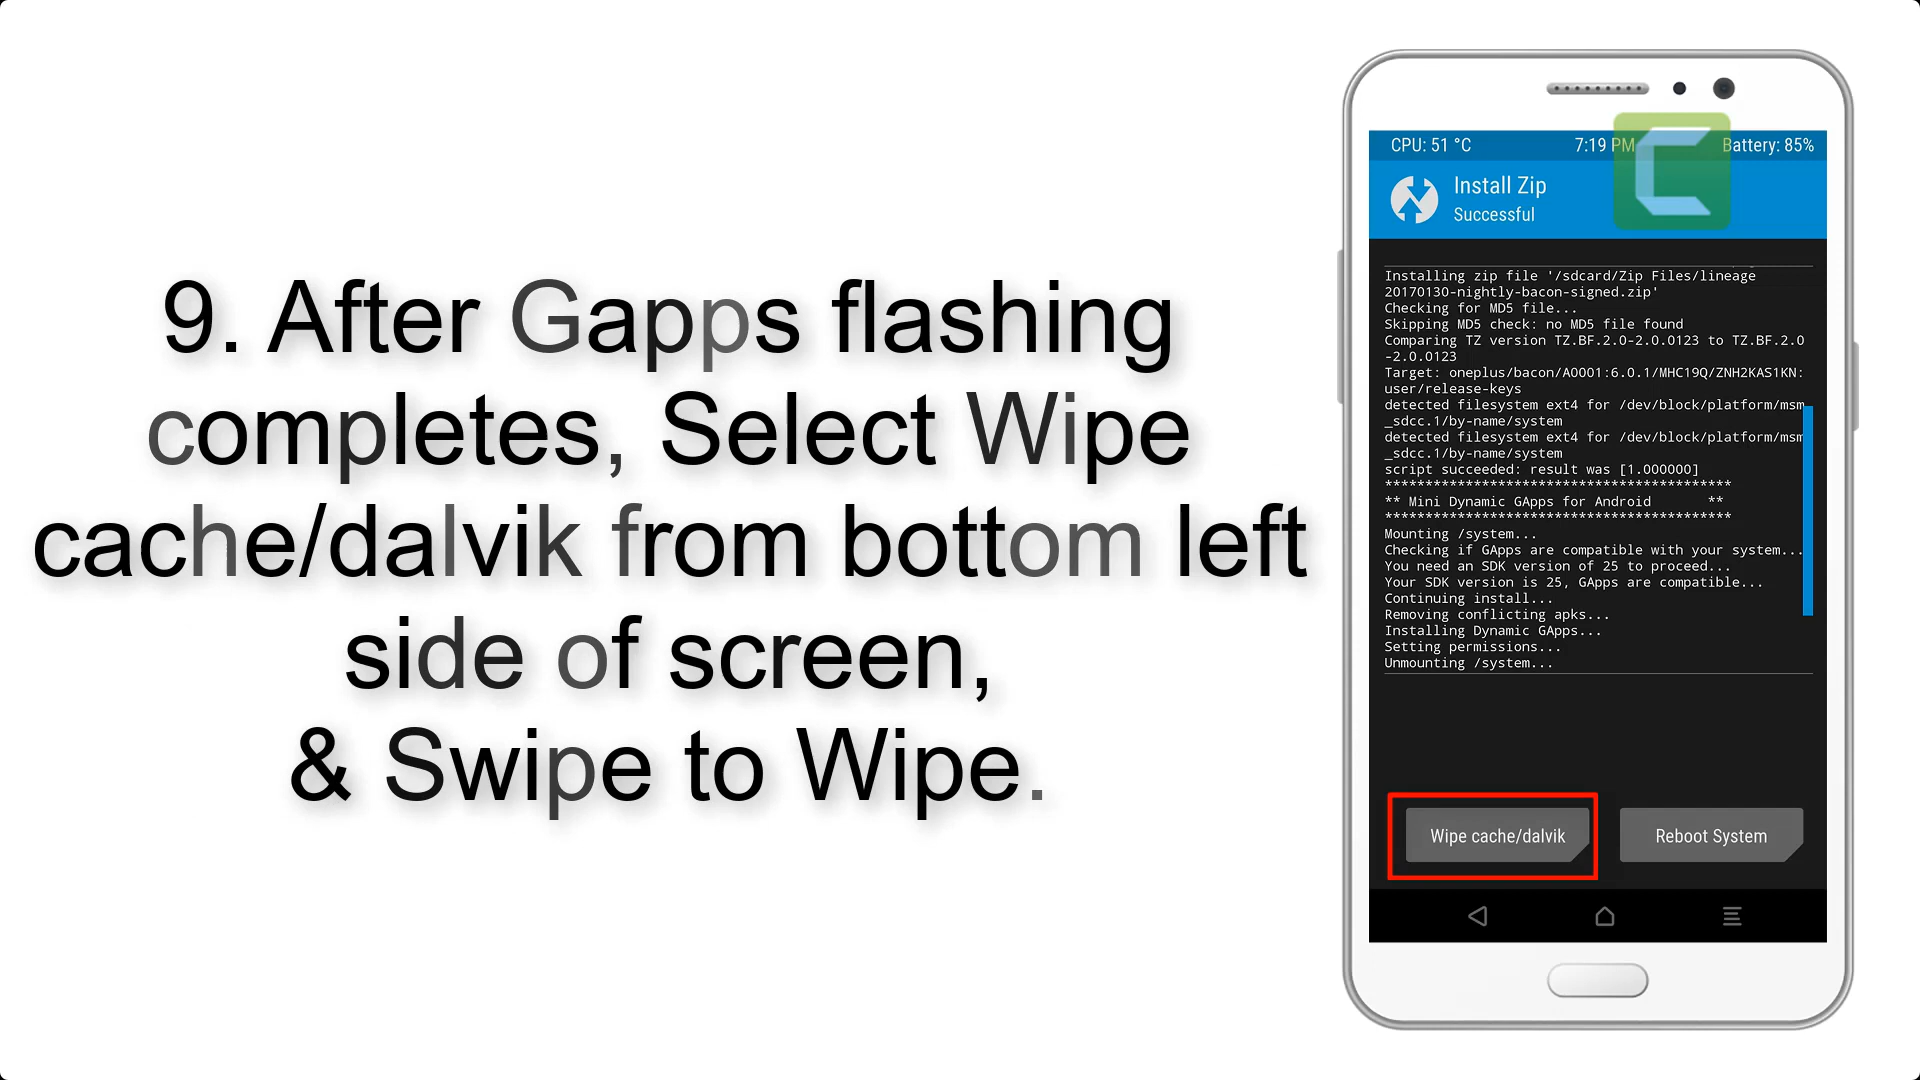 9. After Gapps flashing
completes, Select Wipe
cache/dalvik from bottom left
side of screen,
& Swipe to Wipe.
CPU: 51 °C 7:19 PM Battery: 85%
Install Zip
Successful
Installing zip file '/sdcard/Zip Files/lineage
20170130-nightly-bacon-signed.zip'
Checking for MD5 file...
Skipping MD5 check: no MD5 file found
Comparing TZ version TZ.BF.2.0-2.0.0123 to TZ.BF.2.0
-2.0.0123
Target: oneplus/bacon/A0001:6.0.1/MHC19Q/ZNH2KAS1KN:
user/release-keys
detected filesystem ext4 for /dev/block/platform/msm
_sdcc.1/by-name/system
detected filesystem ext4 for /dev/block/platform/msm
_sdcc.1/by-name/system
script succeeded: result was [1.000000]
*******************************************
** Mini Dynamic GApps for Android **
*******************************************
Mounting /system...
Checking if GApps are compatible with your system...
You need an SDK version of 25 to proceed...
Your SDK version is 25, GApps are compatible...
Continuing install...
Removing conflicting apks...
Installing Dynamic GApps...
Setting permissions...
Unmounting /system...
Wipe cache/dalvik
Reboot System